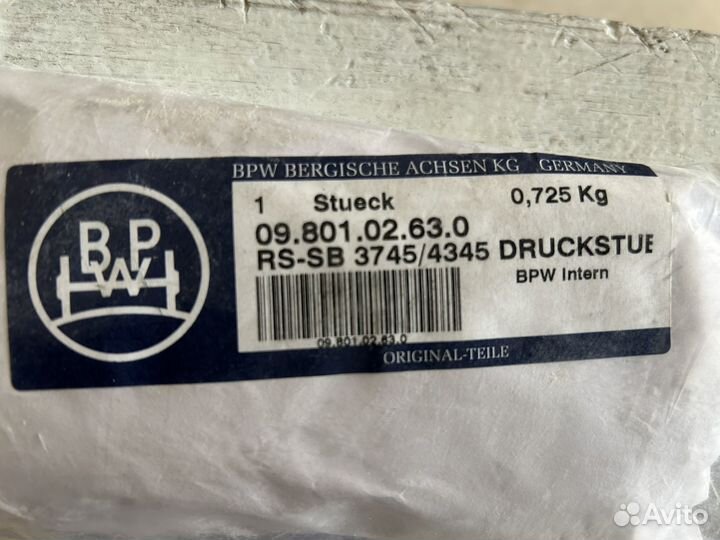 BPW
BPW BERGISCHE ACHSEN KG GERMANY
1 Stueck 0,725 Kg
09.801.02.63.0
RS-SB 3745/4345 DRUCKSTUE
BPW Intern
09.801.02.63.0
ORIGINAL-TEILE
Avito